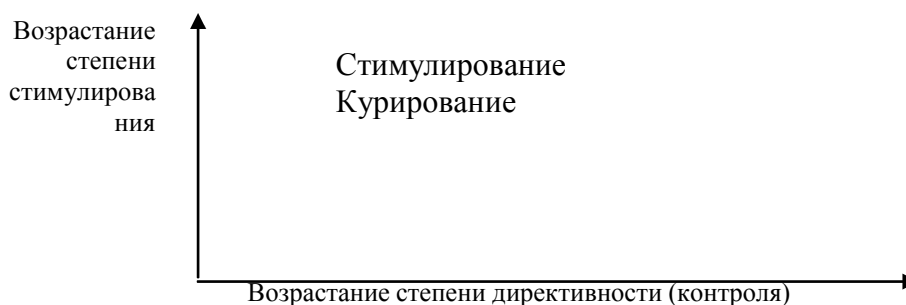 Возрастание
степени
стимулирова
ния
Стимулирование
Курирование
Возрастание степени директивности (контроля)